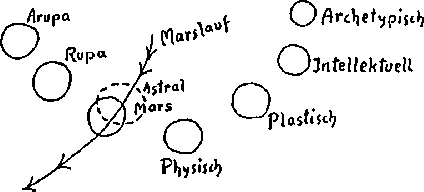 Arupa
Rupa
Marslauf
Astral
Mars
Physisch
Plastisch
Intellektuell
Archetypisch